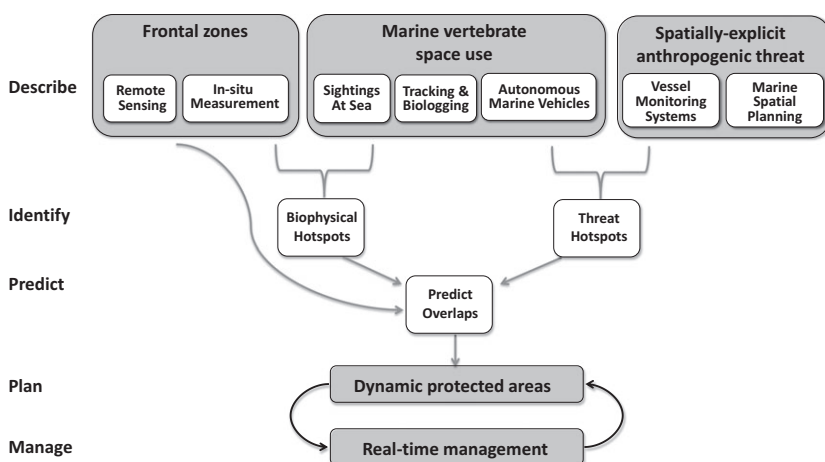 Frontal zones
Marine vertebrate
space use
Spatially-explicit
anthropogenic threat
Describe
Remote
Sensing
In-situ
Measurement
Sightings
At Sea
Tracking &
Biologging
Autonomous
Marine Vehicles
Vessel
Monitoring
Systems
Marine
Spatial
Planning
Identify
Biophysical
Hotspots
Threat
Hotspots
Predict
Predict
Overlaps
Plan
Dynamic protected areas
Manage
Real-time management